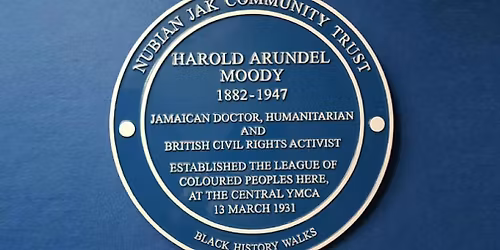 NUBIAN JAK COMMUNITY TRUST
HAROLD ARUNDEL
MOODY
1882-1947
JAMAICAN DOCTOR, HUMANITARIAN
AND
BRITISH CIVIL RIGHTS ACTIVIST
ESTABLISHED THE LEAGUE OF
COLOURED PEOPLES HERE,
AT THE CENTRAL YMCA
13 MARCH 1931
BLACK HISTORY WALKS